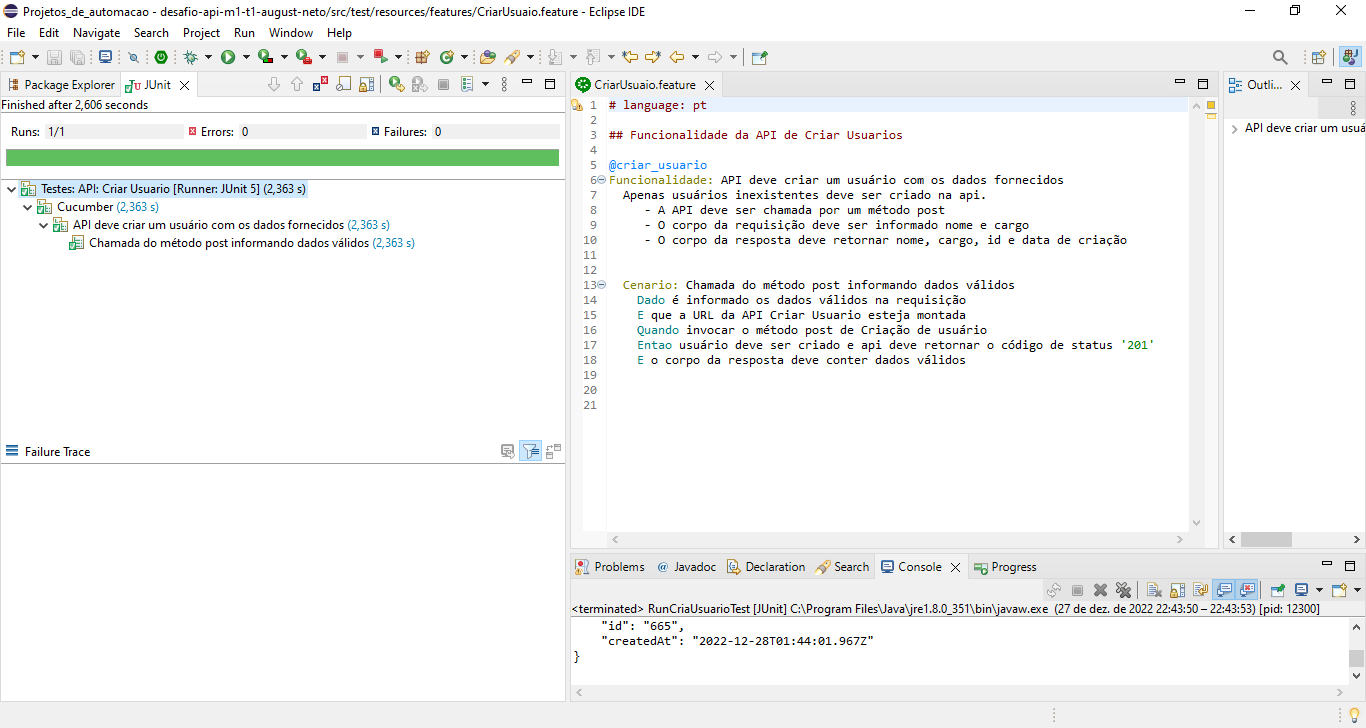 Projetos_de_automacao - desafio-api-m1-t1-august-neto/src/test/resources/features/CriarUsuaio.feature - Eclipse IDE
File Edit Navigate Search Project Run Window Help
Package Explorer JUnit
Finished after 2,606 seconds
Runs: 1/1 Errors: 0 Failures: 0
Testes: API: Criar Usuario [Runner: JUnit 5] (2,363 s)
Cucumber (2,363 s)
API deve criar um usuário com os dados fornecidos (2,363 s)
Chamada do método post informando dados válidos (2,363 s)
Failure Trace
CriarUsuaio.feature
1 # language: pt
2
3 ## Funcionalidade da API de Criar Usuarios
4
5 @criar_usuario
6 Funcionalidade: API deve criar um usuário com os dados fornecidos
7 Apenas usuários inexistentes deve ser criado na api.
8 - A API deve ser chamada por um método post
9 - O corpo da requisição deve ser informado nome e cargo
10 - O corpo da resposta deve retornar nome, cargo, id e data de criação
11
12
13 Cenario: Chamada do método post informando dados válidos
14 Dado é informado os dados válidos na requisição
15 E que a URL da API Criar Usuario esteja montada
16 Quando invocar o método post de Criação de usuário
17 Entao usuário deve ser criado e api deve retornar o código de status '201'
18 E o corpo da resposta deve conter dados válidos
19
20
21
Outli...
API deve criar um usuá
Problems @ Javadoc Declaration Search Console Progress
<terminated> RunCriaUsuarioTest [JUnit] C:\Program Files\Java\jre1.8.0_351\bin\javaw.exe (27 de dez. de 2022 22:43:50 – 22:43:53) [pid: 12300]
"id": "665",
"createdAt": "2022-12-28T01:44:01.967Z"
}